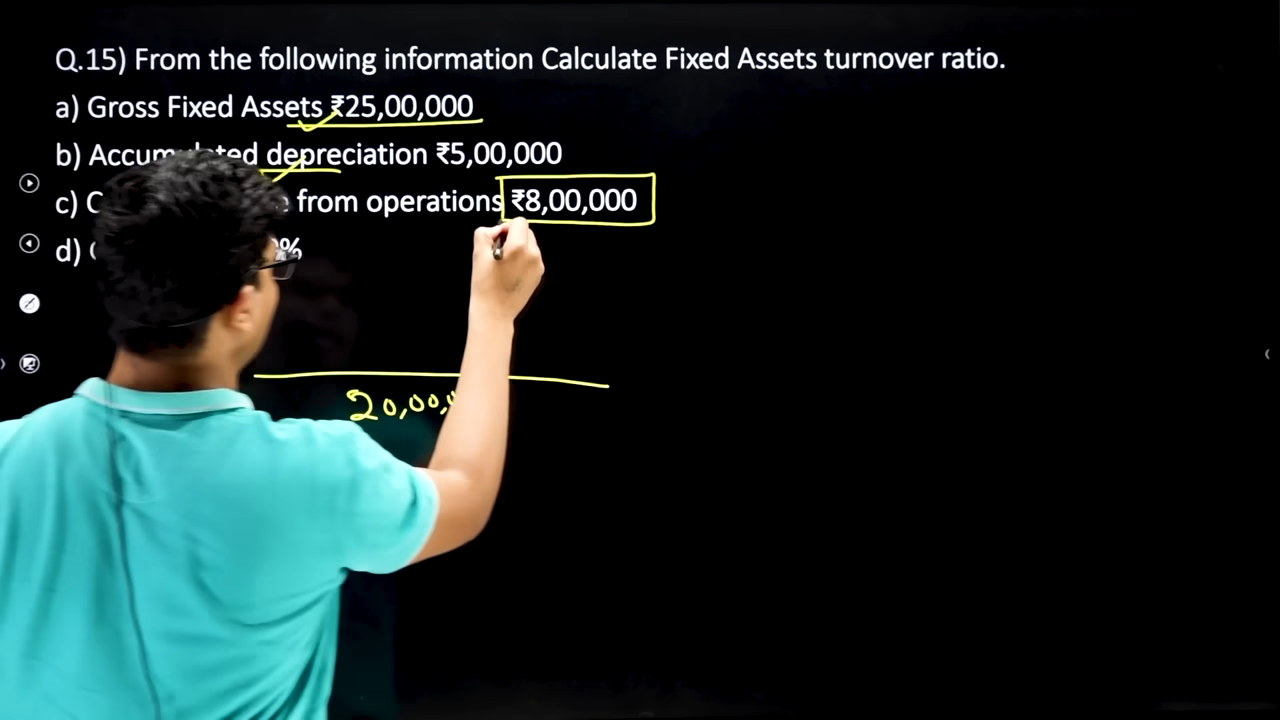 Q.15) From the following information Calculate Fixed Assets turnover ratio.
a) Gross Fixed Assets ₹25,00,000
b) depreciation ₹5,00,000
c) from operations ₹8,00,000
d) %
20,00,